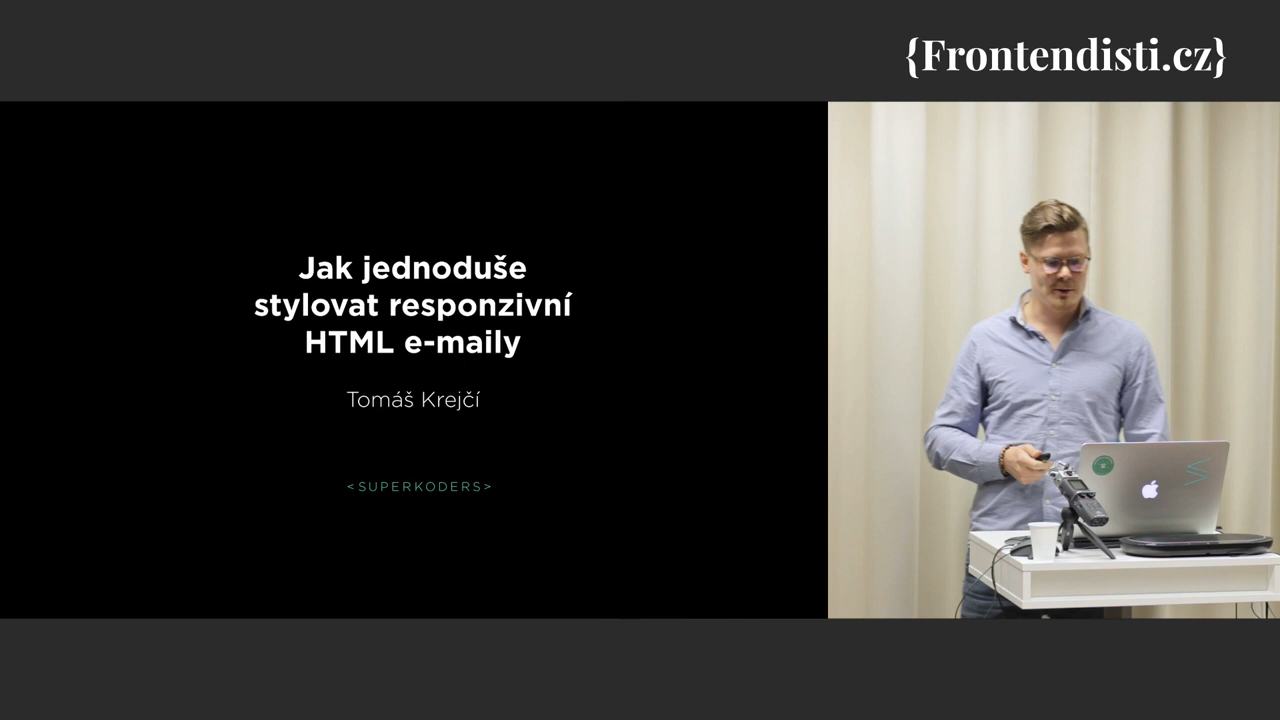 {Frontendisti.cz}
Jak jednoduše
stylovat responzivní
HTML e-maily
Tomáš Krejčí
<SUPERKODERS>